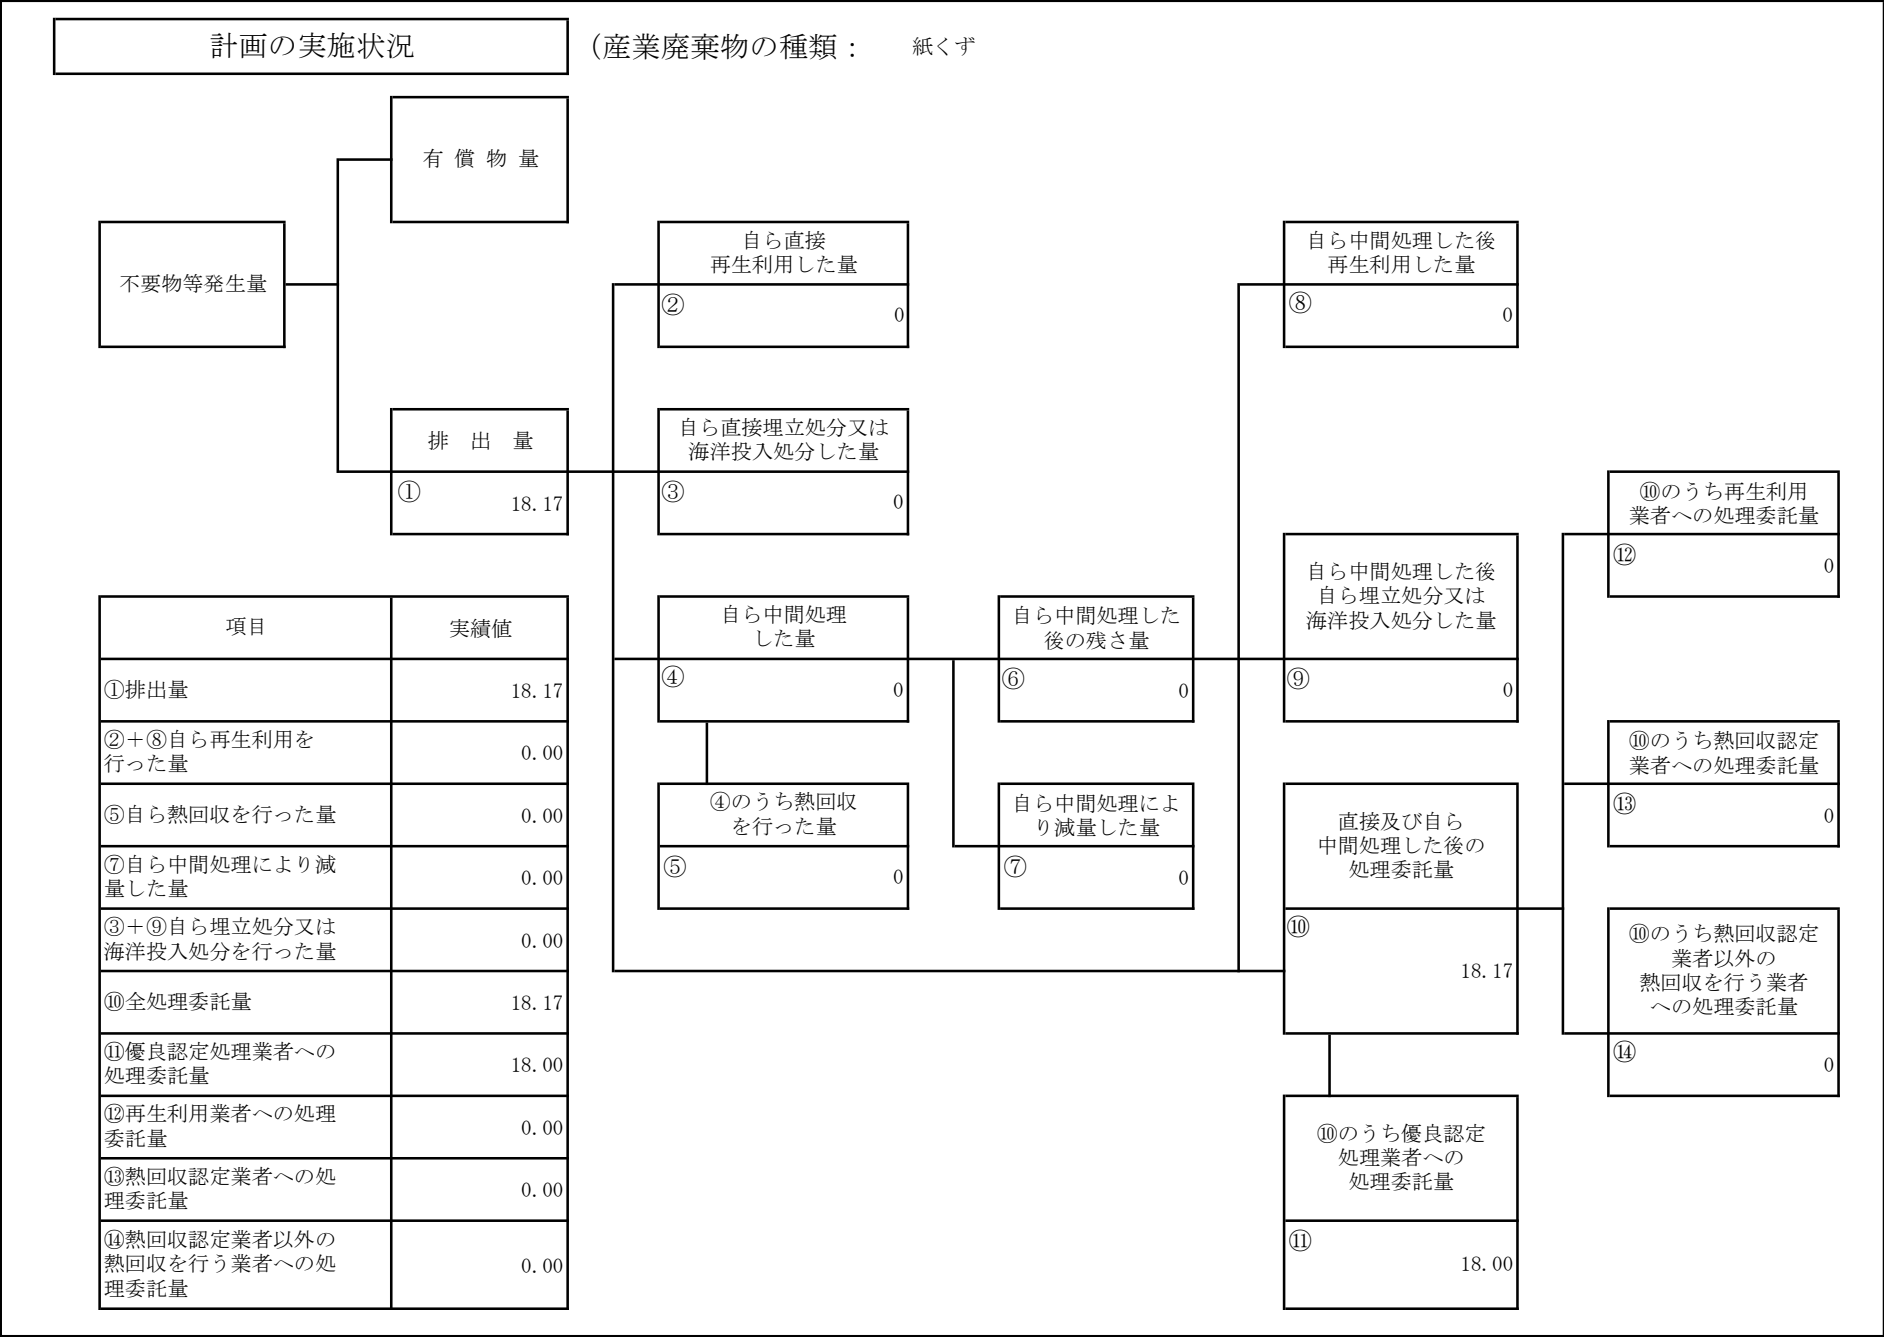 計画の実施状況
(産業廃棄物の種類： 紙くず
有 償 物 量
不要物等発生量
自ら直接
再生利用した量
② 0
自ら中間処理した後
再生利用した量
⑧ 0
排 出 量
① 18.17
自ら直接埋立処分又は
海洋投入処分した量
③ 0
⑩のうち再生利用
業者への処理委託量
⑫ 0
自ら中間処理した後
自ら埋立処分又は
海洋投入処分した量
⑨ 0
自ら中間処理
した量
④ 0
自ら中間処理した
後の残さ量
⑥ 0
⑩のうち熱回収認定
業者への処理委託量
⑬ 0
④のうち熱回収
を行った量
⑤ 0
自ら中間処理によ
り減量した量
⑦ 0
直接及び自ら
中間処理した後の
処理委託量
⑩
18.17
⑩のうち熱回収認定
業者以外の
熱回収を行う業者
への処理委託量
⑭ 0
⑩のうち優良認定
処理業者への
処理委託量
⑪
18.00
項目 実績値
①排出量 18.17
②＋⑧自ら再生利用を
行った量 0.00
⑤自ら熱回収を行った量 0.00
⑦自ら中間処理により減
量した量 0.00
③＋⑨自ら埋立処分又は
海洋投入処分を行った量 0.00
⑩全処理委託量 18.17
⑪優良認定処理業者への
処理委託量 18.00
⑫再生利用業者への処理
委託量 0.00
⑬熱回収認定業者への処
理委託量 0.00
⑭熱回収認定業者以外の
熱回収を行う業者への処
理委託量 0.00